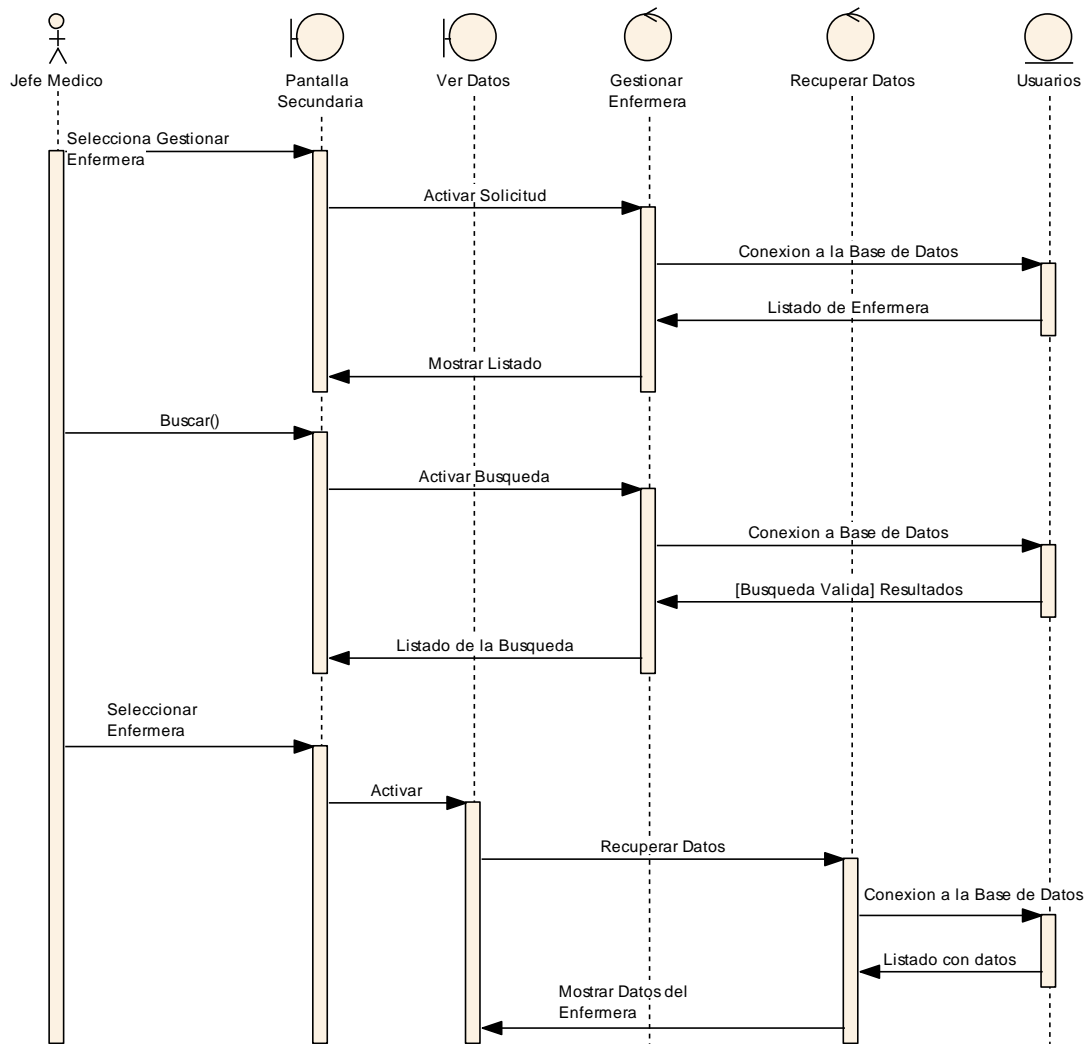 Jefe Medico
Pantalla
Secundaria
Ver Datos
Gestionar
Enfermera
Recuperar Datos
Usuarios
Selecciona Gestionar
Enfermera
Activar Solicitud
Conexion a la Base de Datos
Listado de Enfermera
Mostrar Listado
Buscar()
Activar Busqueda
Conexion a Base de Datos
[Busqueda Valida] Resultados
Listado de la Busqueda
Seleccionar
Enfermera
Activar
Recuperar Datos
Conexion a la Base de Datos
Listado con datos
Mostrar Datos del
Enfermera